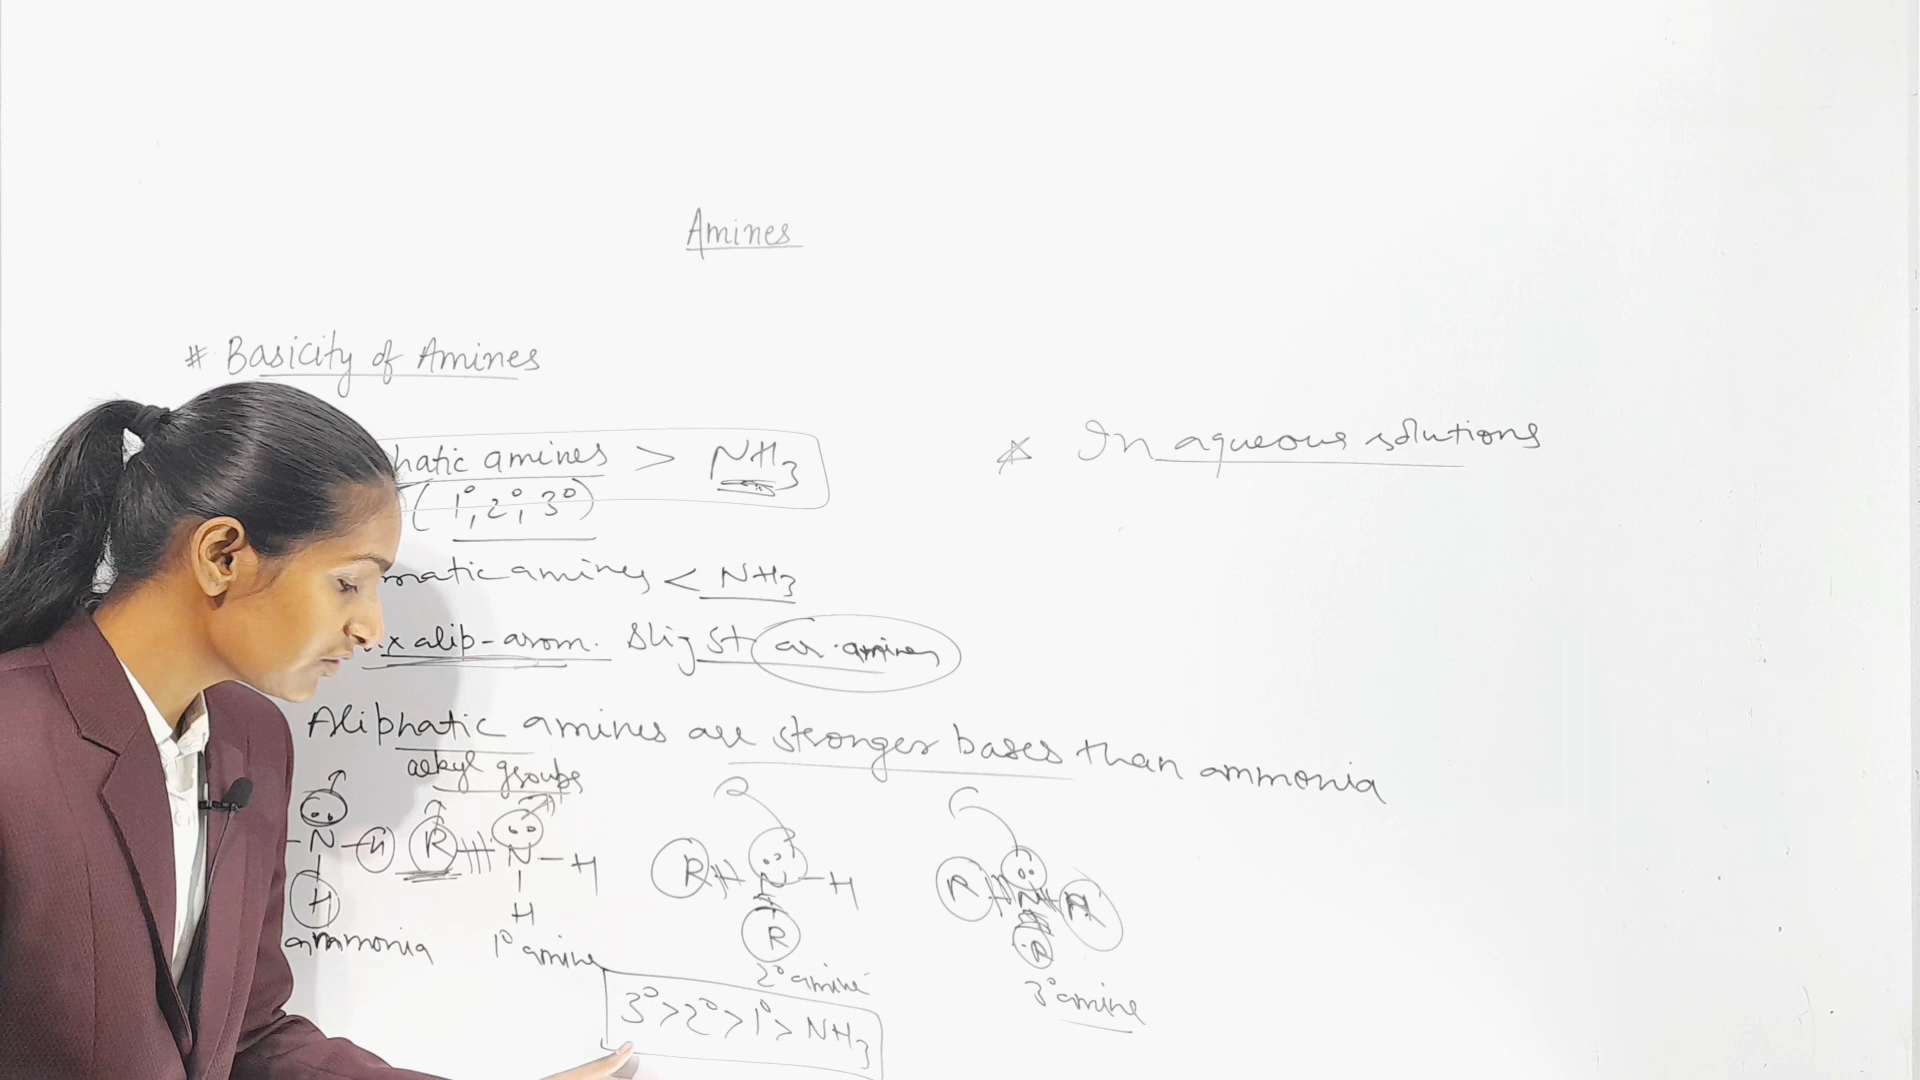 Amines
# Basicity of Amines
hatic amines > NH3
(1°, 2°, 3°)
matic amines < NH3
x alip-arom. slig st ar. amines
Aliphatic amines are stronger bases than ammonia
alkyl groups
N H R N H R N H R N R
H H R R
ammonia 1° amine 2° amine 3° amine
3° > 2° > 1° > NH3
* In aqueous solutions